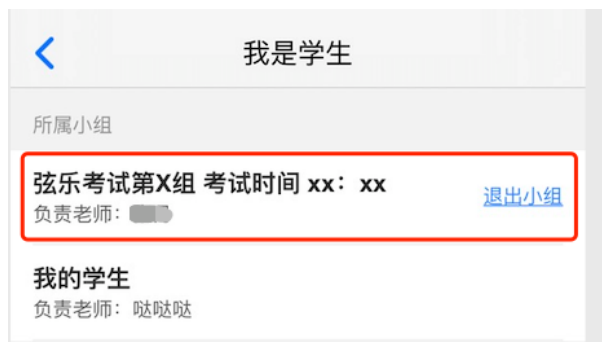 我是学生
所属小组
弦乐考试第X组 考试时间 xx：xx
退出小组
负责老师：
我的学生
负责老师：哒哒哒